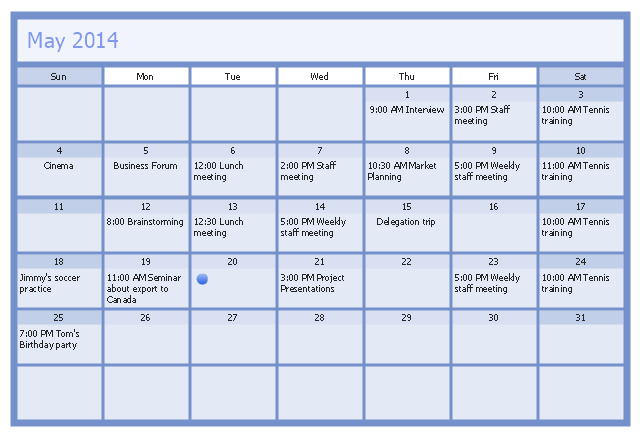 May 2014
Sun Mon Tue Wed Thu Fri Sat
1 2 3
9:00 AM Interview
3:00 PM Staff
meeting
10:00 AM Tennis
training
4 5 6 7 8 9 10
Cinema
Business Forum
12:00 Lunch
meeting
2:00 PM Staff
meeting
10:30 AM Market
Planning
5:00 PM Weekly
staff meeting
11:00 AM Tennis
training
11 12 13 14 15 16 17
8:00 Brainstorming
12:30 Lunch
meeting
5:00 PM Weekly
staff meeting
Delegation trip
10:00 AM Tennis
training
18 19 20 21 22 23 24
Jimmy's soccer
practice
11:00 AM Seminar
about export to
Canada
3:00 PM Project
Presentations
5:00 PM Weekly
staff meeting
10:00 AM Tennis
training
25 26 27 28 29 30 31
7:00 PM Tom's
Birthday party